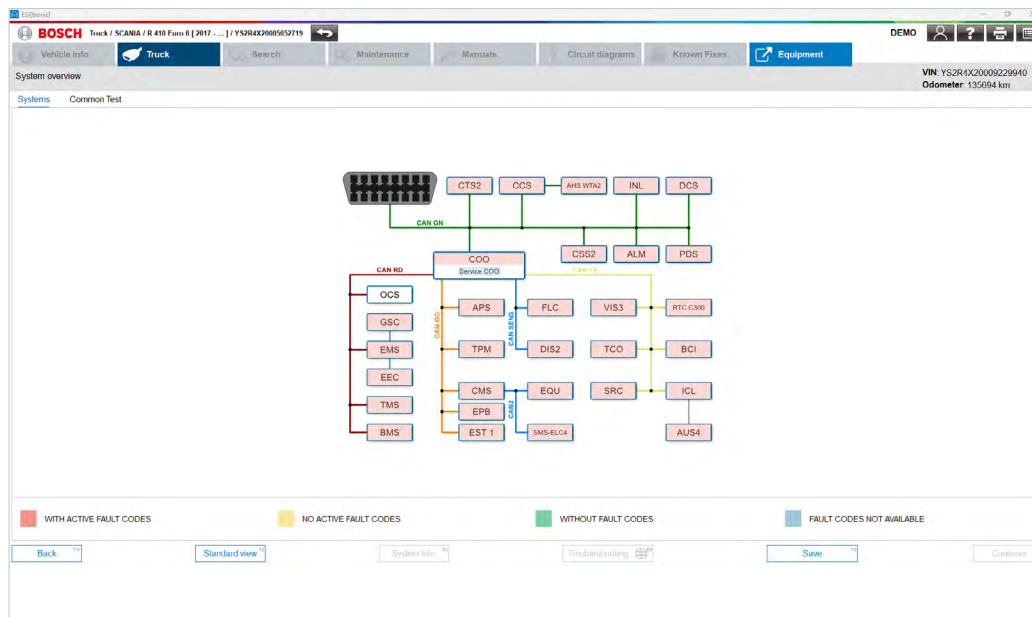 ESI[tronic]
BOSCH Truck / SCANIA / R 410 Euro 6 [ 2017 - ... ] / YS2R4X20005652719 DEMO ?
Vehicle info Truck Search Maintenance Manuals Circuit diagrams Known Fixes Equipment
System overview
VIN: YS2R4X20009229940
Odometer: 135694 km
Systems Common Test
CTS2 CCS AHS WTA2 INL DCS
CAN GN
CSS2 ALM PDS
COO
Service COO
CAN RD
OCS
GSC
EMS
EEC
TMS
BMS
CAN OG
APS
TPM
CMS
EPB
EST 1
CAN SENS
FLC
DIS2
CAN2
EQU
SMS-ELC4
VIS3 RTC C300
TCO BCI
SRC ICL
AUS4
WITH ACTIVE FAULT CODES NO ACTIVE FAULT CODES WITHOUT FAULT CODES FAULT CODES NOT AVAILABLE
Back Standard view System info Troubleshooting Save Continue